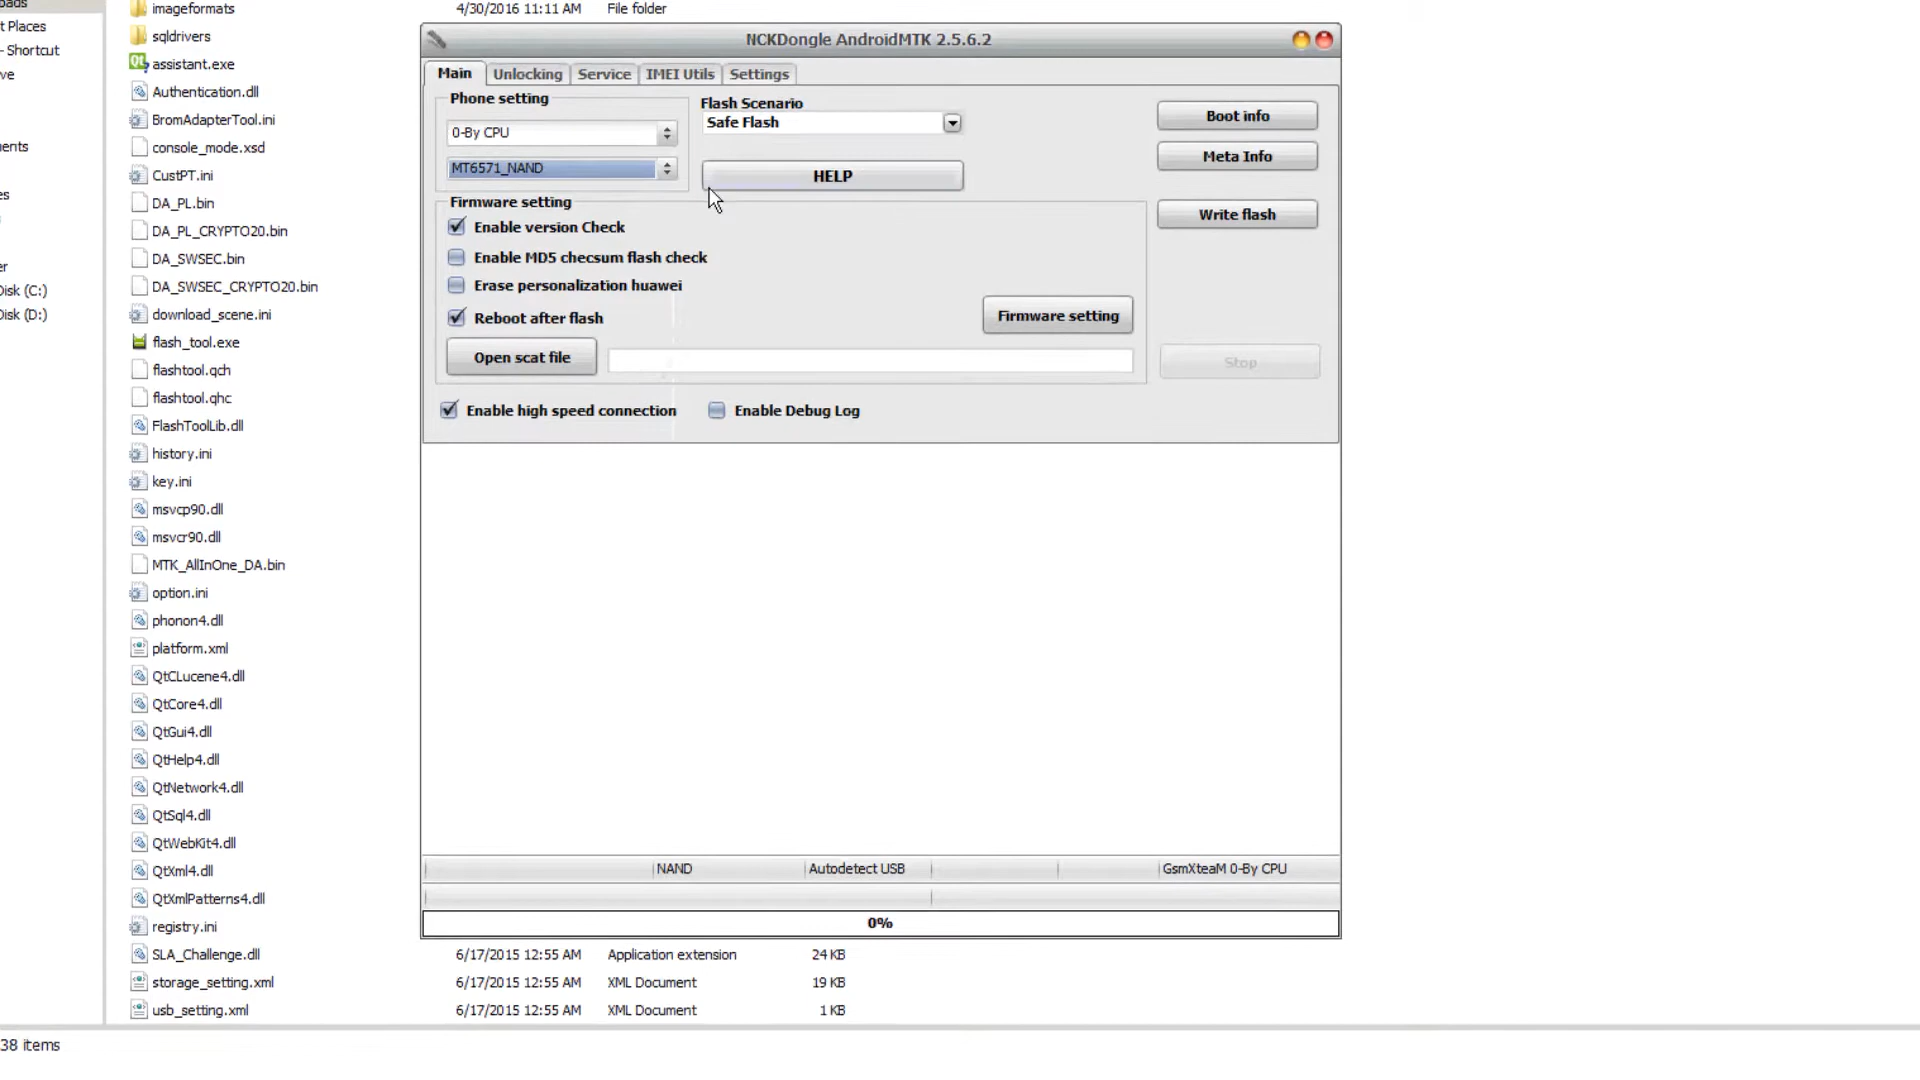 oads
imageformats 4/30/2016 11:11 AM File folder
t Places
sqldrivers
- Shortcut
assistant.exe
ve
Authentication.dll
BromAdapterTool.ini
ments
console_mode.xsd
CustPT.ini
es
DA_PL.bin
DA_PL_CRYPTO20.bin
DA_SWSEC.bin
er
DA_SWSEC_CRYPTO20.bin
Disk (C:)
download_scene.ini
Disk (D:)
flash_tool.exe
flashtool.qch
flashtool.qhc
FlashToolLib.dll
history.ini
key.ini
msvcp90.dll
msvcr90.dll
MTK_AllInOne_DA.bin
option.ini
phonon4.dll
platform.xml
QtCLucene4.dll
QtCore4.dll
QtGui4.dll
QtHelp4.dll
QtNetwork4.dll
QtSql4.dll
QtWebKit4.dll
QtXml4.dll
QtXmlPatterns4.dll
registry.ini
SLA_Challenge.dll 6/17/2015 12:55 AM Application extension 24 KB
storage_setting.xml 6/17/2015 12:55 AM XML Document 19 KB
usb_setting.xml 6/17/2015 12:55 AM XML Document 1 KB
38 items
NCKDongle AndroidMTK 2.5.6.2
Main Unlocking Service IMEI Utils Settings
Phone setting
0-By CPU
MT6571_NAND
Flash Scenario
Safe Flash
HELP
Boot info
Meta Info
Write flash
Firmware setting
Enable version Check
Enable MD5 checsum flash check
Erase personalization huawei
Reboot after flash
Firmware setting
Open scat file
Stop
Enable high speed connection Enable Debug Log
NAND Autodetect USB GsmXteaM 0-By CPU
0%